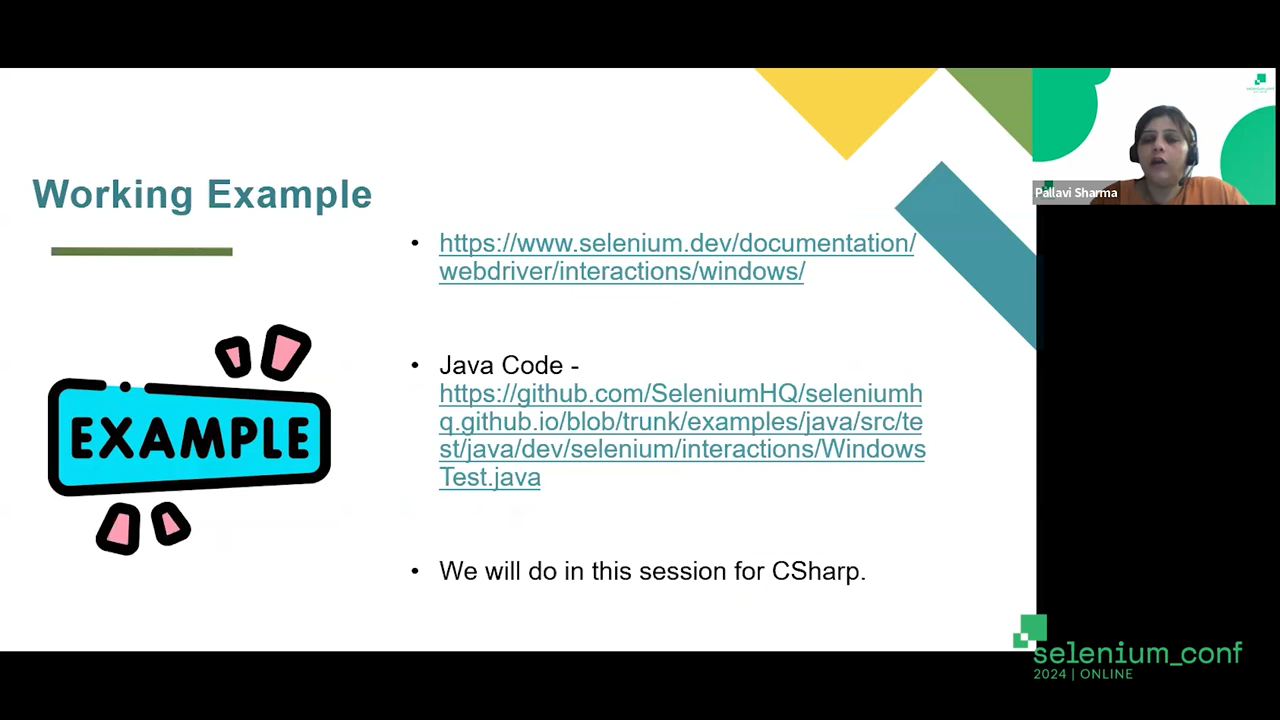 Working Example
https://www.selenium.dev/documentation/
webdriver/interactions/windows/
Java Code -
https://github.com/SeleniumHQ/seleniumh
q.github.io/blob/trunk/examples/java/src/te
st/java/dev/selenium/interactions/Windows
Test.java
We will do in this session for CSharp.
EXAMPLE
Pallavi Sharma
selenium_conf
2024 | ONLINE